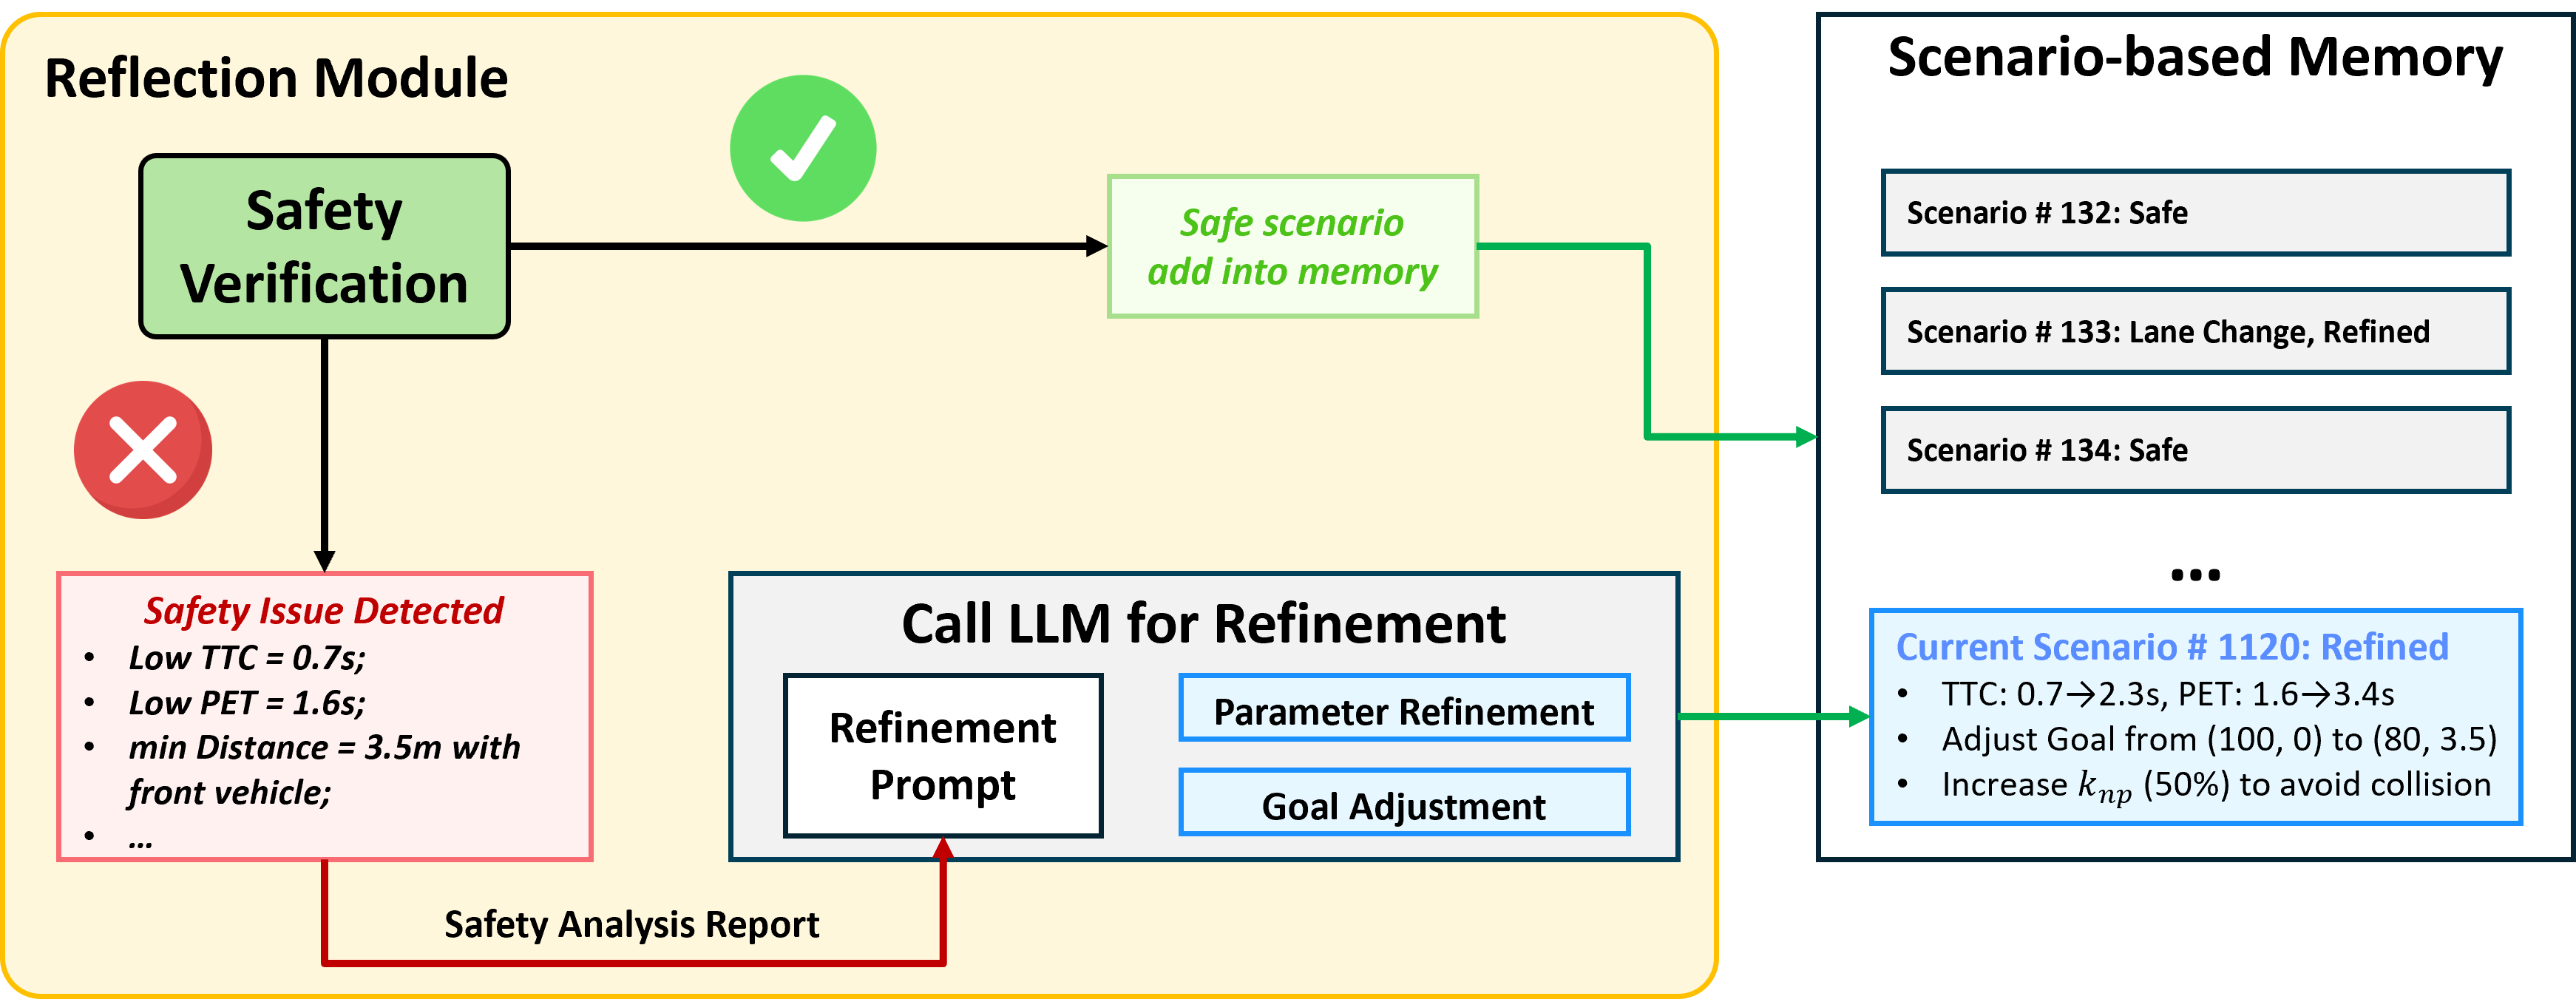 Reflection Module
Safety
Verification
Safe scenario
add into memory
Safety Issue Detected
• Low TTC = 0.7s;
• Low PET = 1.6s;
• min Distance = 3.5m with
front vehicle;
• ...
Safety Analysis Report
Call LLM for Refinement
Refinement
Prompt
Parameter Refinement
Goal Adjustment
Scenario-based Memory
Scenario # 132: Safe
Scenario # 133: Lane Change, Refined
Scenario # 134: Safe
...
Current Scenario # 1120: Refined
• TTC: 0.7→2.3s, PET: 1.6→3.4s
• Adjust Goal from (100, 0) to (80, 3.5)
• Increase k_np (50%) to avoid collision